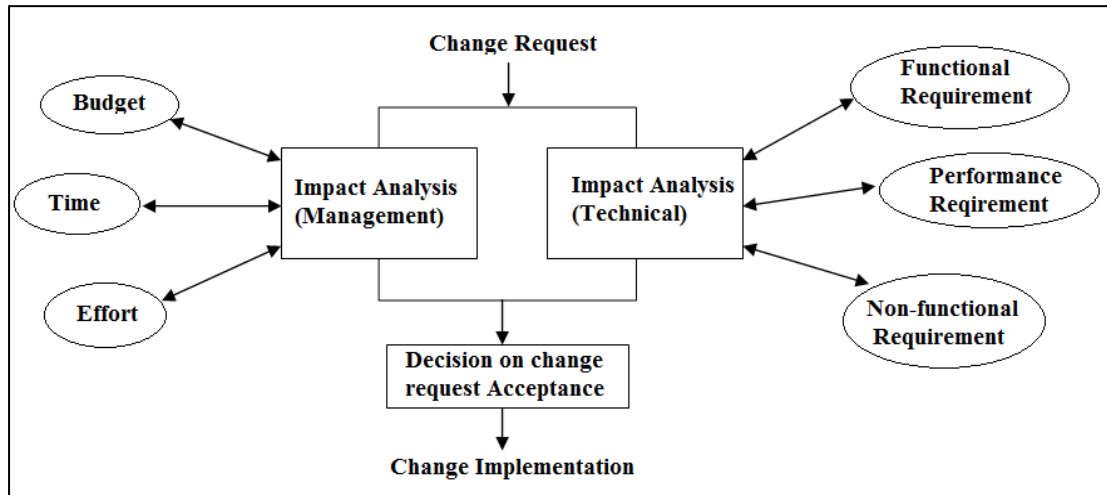 Change Request
Budget
Time
Effort
Impact Analysis
(Management)
Impact Analysis
(Technical)
Functional
Requirement
Performance
Reqirement
Non-functional
Requirement
Decision on change
request Acceptance
Change Implementation